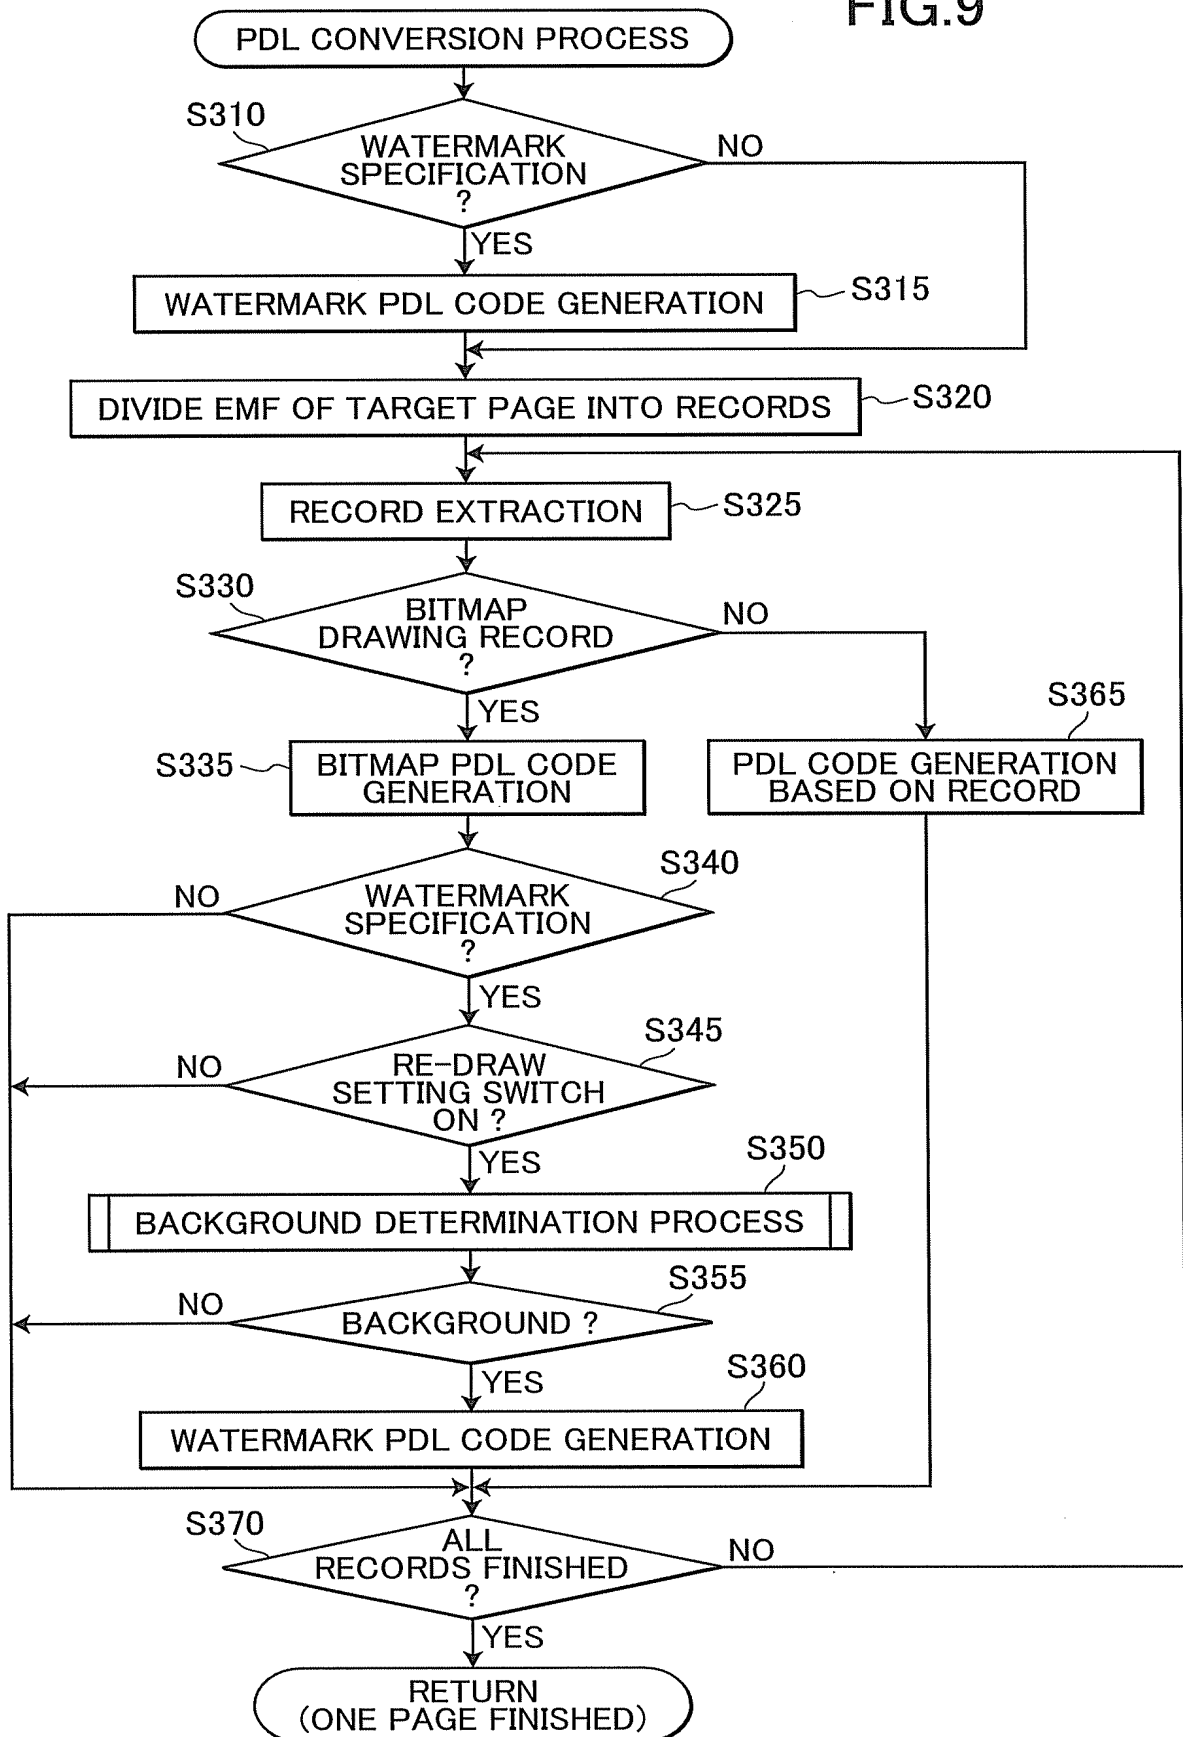 FIG.9
PDL CONVERSION PROCESS
S310
WATERMARK
SPECIFICATION
?
NO
YES
WATERMARK PDL CODE GENERATION
S315
DIVIDE EMF OF TARGET PAGE INTO RECORDS
S320
RECORD EXTRACTION
S325
S330
BITMAP
DRAWING RECORD
?
NO
YES
S365
S335
BITMAP PDL CODE
GENERATION
PDL CODE GENERATION
BASED ON RECORD
S340
NO
WATERMARK
SPECIFICATION
?
YES
S345
NO
RE-DRAW
SETTING SWITCH
ON ?
YES
S350
BACKGROUND DETERMINATION PROCESS
S355
NO
BACKGROUND ?
YES
S360
WATERMARK PDL CODE GENERATION
S370
ALL
RECORDS FINISHED
?
NO
YES
RETURN
(ONE PAGE FINISHED)